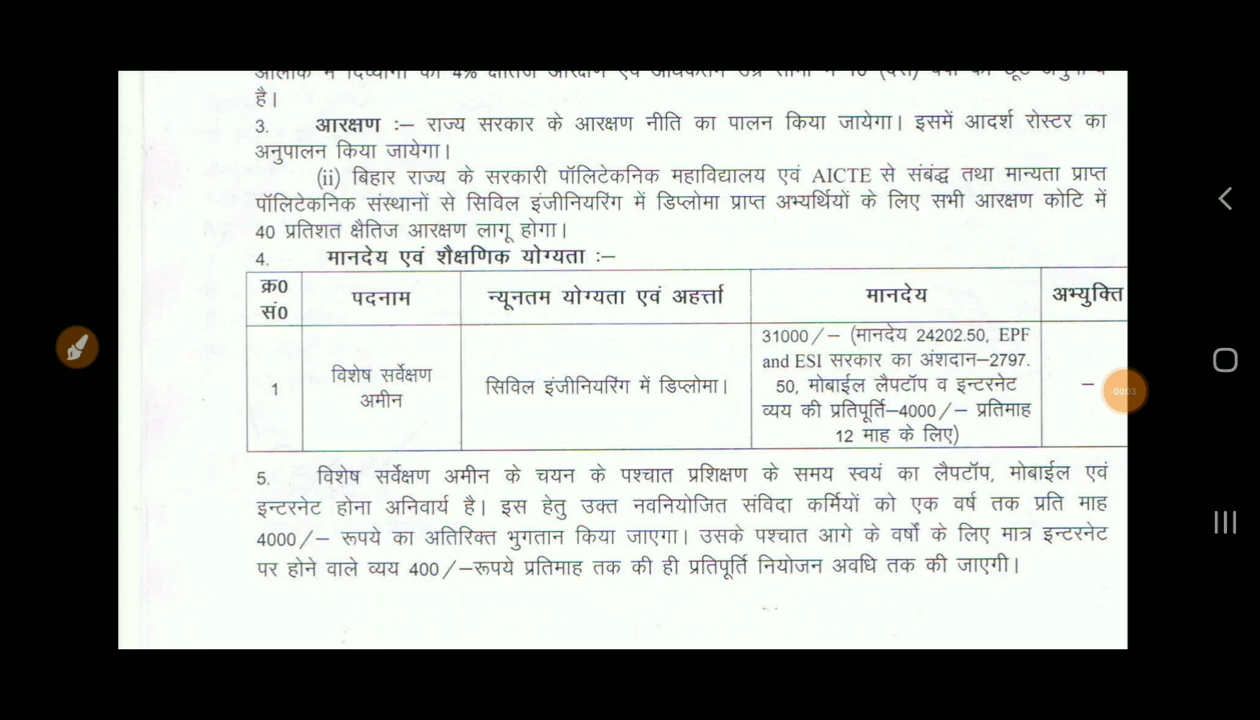 है।
3. आरक्षण :– राज्य सरकार के आरक्षण नीति का पालन किया जायेगा। इसमें आदर्श रोस्टर का
अनुपालन किया जायेगा।
(ii) बिहार राज्य के सरकारी पॉलिटेकनिक महाविद्यालय एवं AICTE से संबंद्ध तथा मान्यता प्राप्त
पॉलिटेकनिक संस्थानों से सिविल इंजीनियरिंग में डिप्लोमा प्राप्त अभ्यर्थियों के लिए सभी आरक्षण कोटि में
40 प्रतिशत क्षैतिज आरक्षण लागू होगा।
4. मानदेय एवं शैक्षणिक योग्यता :–
क्र0 सं0 पदनाम न्यूनतम योग्यता एवं अहर्त्ता मानदेय अभ्युक्ति
31000/– (मानदेय 24202.50, EPF
and ESI सरकार का अंशदान–2797.
1 विशेष सर्वेक्षण अमीन सिविल इंजीनियरिंग में डिप्लोमा। 50, मोबाईल लैपटॉप व इन्टरनेट –
व्यय की प्रतिपूर्ति–4000/– प्रतिमाह
12 माह के लिए)
00:03
5. विशेष सर्वेक्षण अमीन के चयन के पश्चात प्रशिक्षण के समय स्वयं का लैपटॉप, मोबाईल एवं
इन्टरनेट होना अनिवार्य है। इस हेतु उक्त नवनियोजित संविदा कर्मियों को एक वर्ष तक प्रति माह
4000/– रूपये का अतिरिक्त भुगतान किया जाएगा। उसके पश्चात आगे के वर्षों के लिए मात्र इन्टरनेट
पर होने वाले व्यय 400/–रूपये प्रतिमाह तक की ही प्रतिपूर्ति नियोजन अवधि तक की जाएगी।